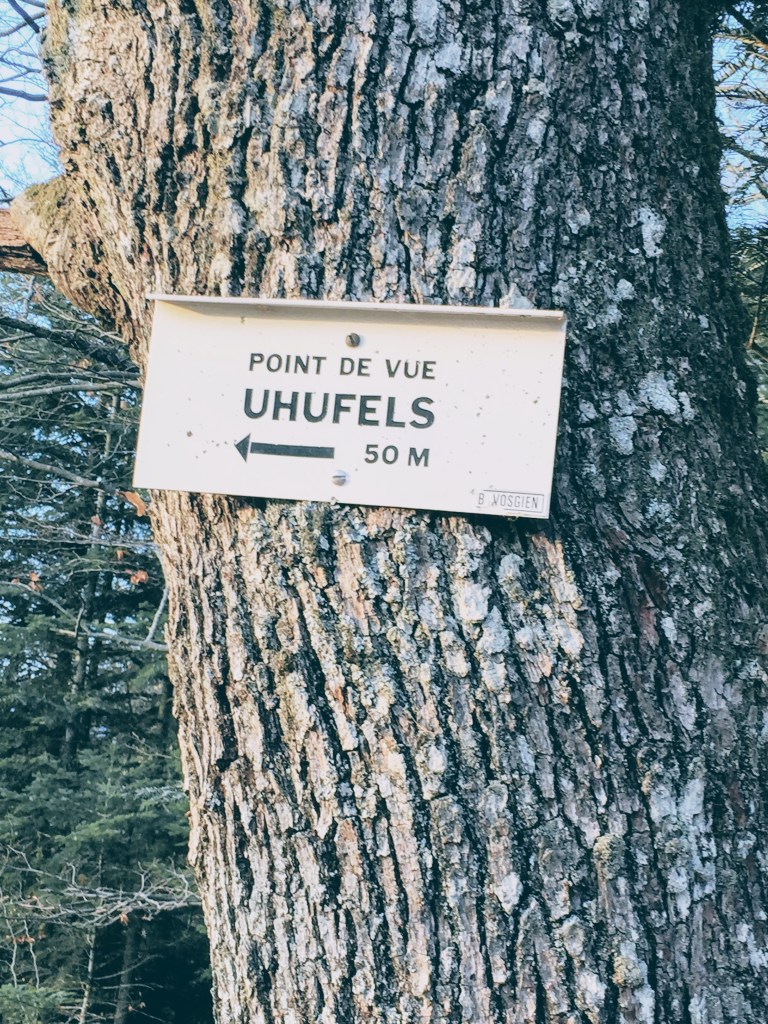 POINT DE VUE
UHUFELS
50 M
VOSGIEN